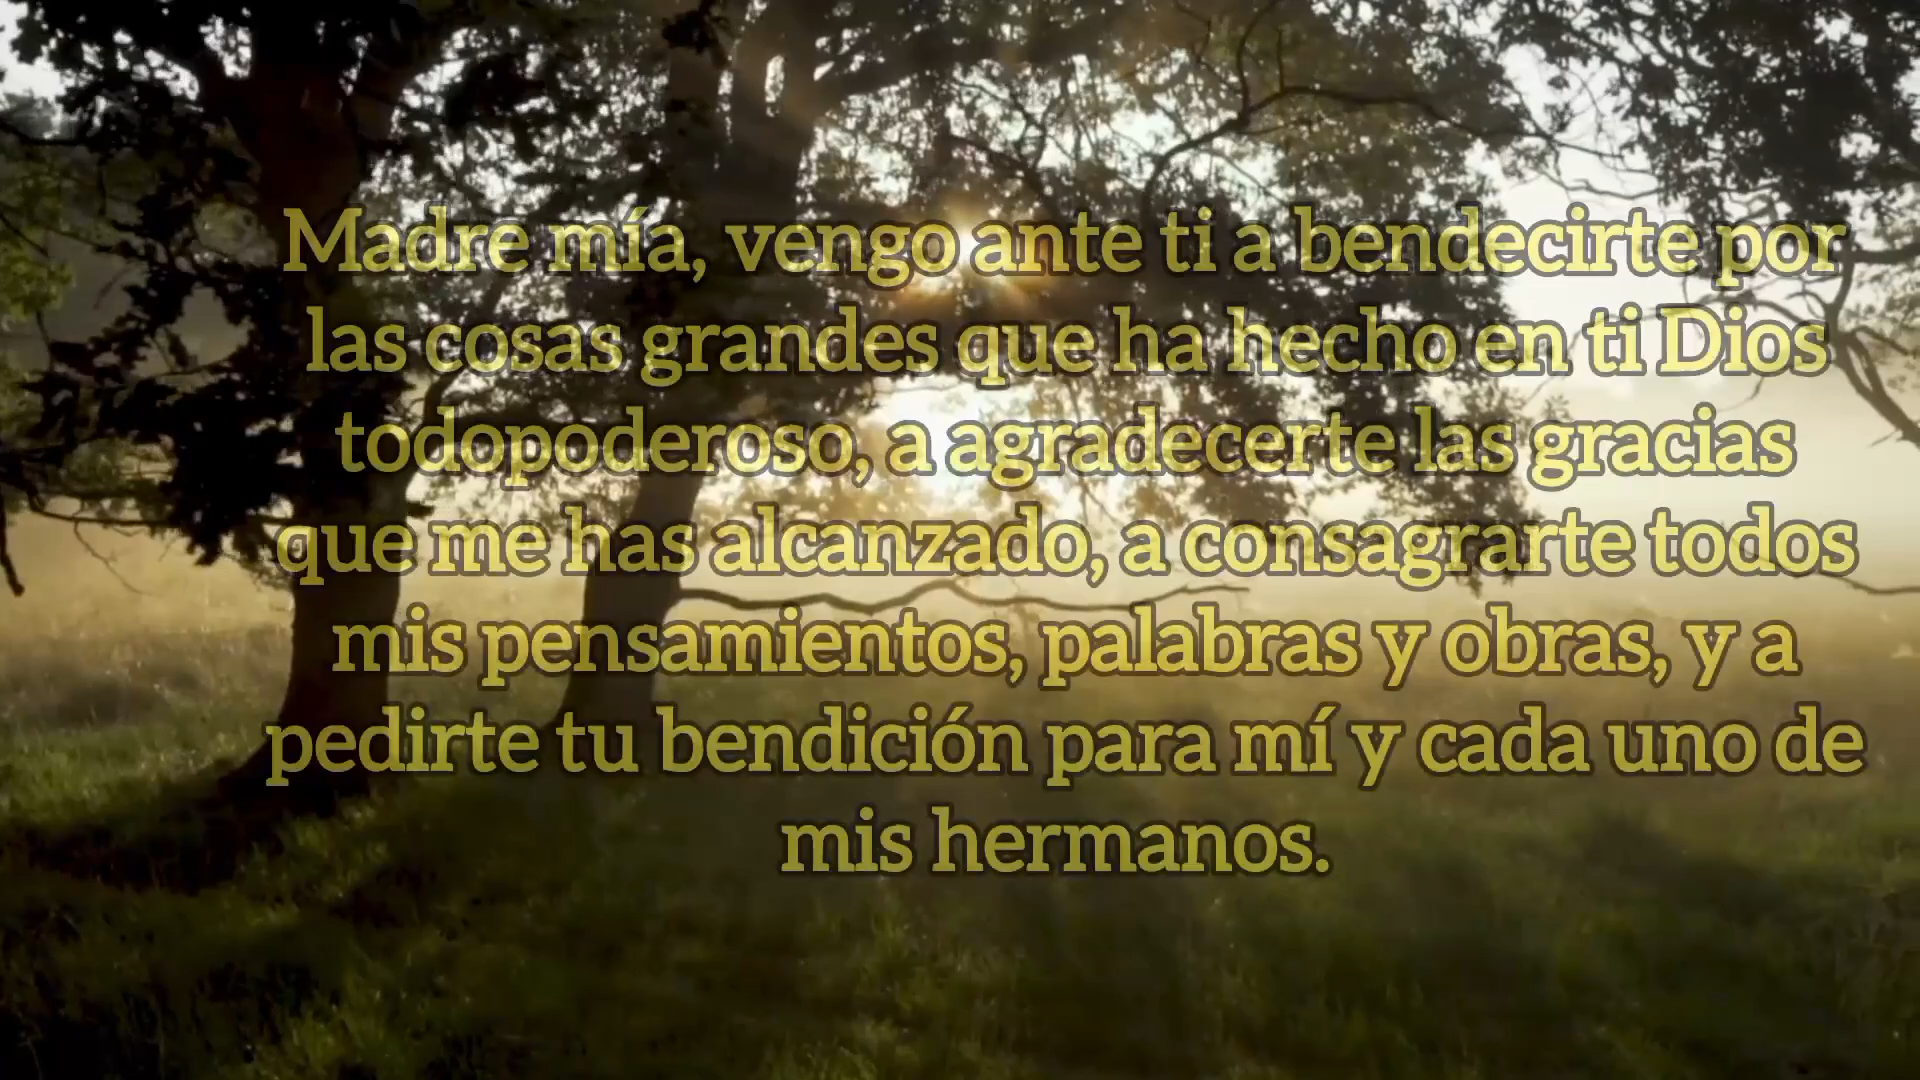 Madre mía, vengo ante ti a bendecirte por
las cosas grandes que ha hecho en ti Dios
todopoderoso, a agradecerte las gracias
que me has alcanzado, a consagrarte todos
mis pensamientos, palabras y obras, y a
pedirte tu bendición para mí y cada uno de
mis hermanos.